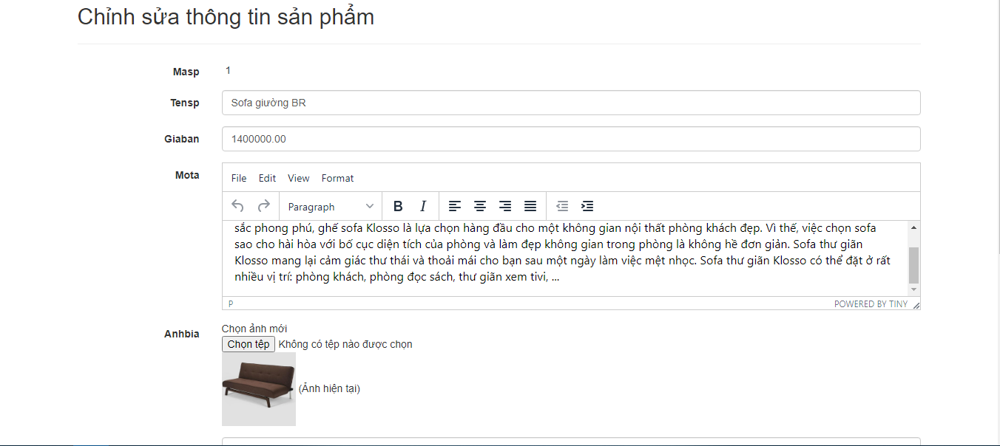 Chỉnh sửa thông tin sản phẩm
Masp 1
Tensp Sofa giường BR
Giaban 1400000.00
Mota File Edit View Format
Paragraph B I
sắc phong phú, ghế sofa Klosso là lựa chọn hàng đầu cho một không gian nội thất phòng khách đẹp. Vì thế, việc chọn sofa
sao cho hài hòa với bố cục diện tích của phòng và làm đẹp không gian trong phòng là không hề đơn giản. Sofa thư giãn
Klosso mang lại cảm giác thư thái và thoải mái cho bạn sau một ngày làm việc mệt nhọc. Sofa thư giãn Klosso có thể đặt ở rất
nhiều vị trí: phòng khách, phòng đọc sách, thư giãn xem tivi, ...
P POWERED BY TINY
Anhbia Chọn ảnh mới
Chọn tệp Không có tệp nào được chọn
(Ảnh hiện tại)